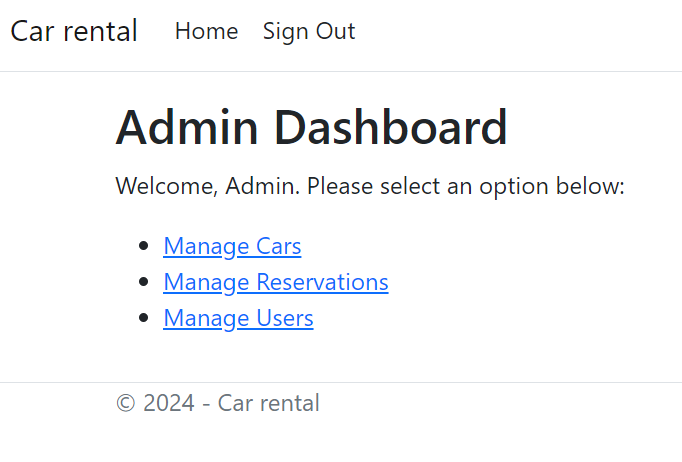 Car rental Home Sign Out
Admin Dashboard
Welcome, Admin. Please select an option below:
Manage Cars
Manage Reservations
Manage Users
© 2024 - Car rental